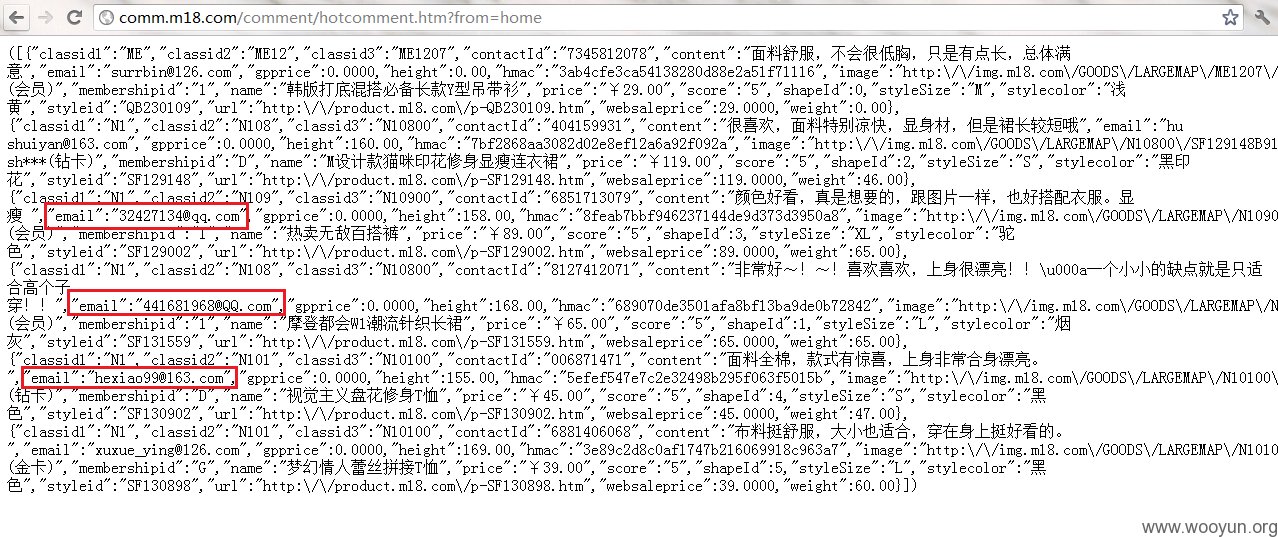 comm.m18.com/comment/hotcomment.htm?from=home
([{"classid1":"ME","classid2":"ME12","classid3":"ME1207","contactId":"7345812078","content":"面料舒服，不会很低胸，只是有点长，总体满
意","email":"surrbin@126.com","gpprice":0.0000,"height":0.00,"hmac":"3ab4cfe3ca54138280d88e2a51f71116","image":"http:\/\/img.m18.com\/GOODS\/LARGEMAP\/ME1207\/
(会员)","membershipid":"1","name":"韩版打底混搭必备长款Y型吊带衫","price":"￥29.00","score":"5","shapeId":0,"styleSize":"M","stylecolor":"浅
黄","styleid":"QB230109","url":"http:\/\/product.m18.com\/p-QB230109.htm","websaleprice":29.0000,"weight":0.00},
{"classid1":"N1","classid2":"N108","classid3":"N10800","contactId":"404159931","content":"很喜欢，面料特别凉快，显身材，但是裙长较短哦","email":"hu
shuiyan@163.com","gpprice":0.0000,"height":160.00,"hmac":"7bf2868aa3082d02e8ef12a6a92f092a","image":"http:\/\/img.m18.com\/GOODS\/LARGEMAP\/N10800\/SF129148B91
sh***(钻卡)","membershipid":"D","name":"M设计款猫咪印花修身显瘦连衣裙","price":"￥119.00","score":"5","shapeId":2,"styleSize":"S","stylecolor":"黑印
花","styleid":"SF129148","url":"http:\/\/product.m18.com\/p-SF129148.htm","websaleprice":119.0000,"weight":46.00},
{"classid1":"N1","classid2":"N109","classid3":"N10900","contactId":"6851713079","content":"颜色好看，真是想要的，跟图片一样，也好搭配衣服。显
瘦 ","email":"32427134@qq.com","gpprice":0.0000,"height":158.00,"hmac":"8feab7bbf946237144defd373d3950a8","image":"http:\/\/img.m18.com\/GOODS\/LARGEMAP\/N1090
(会员)","membershipid":"1","name":"热卖无敌百搭裤","price":"￥89.00","score":"5","shapeId":3,"styleSize":"XL","stylecolor":"驼
色","styleid":"SF129002","url":"http:\/\/product.m18.com\/p-SF129002.htm","websaleprice":89.0000,"weight":65.00},
{"classid1":"N1","classid2":"N108","classid3":"N10800","contactId":"8127412071","content":"非常好～！～！喜欢喜欢，上身很漂亮！！\u000a一个小小的缺点就是只适
合高个子
穿！！","email":"441681968@QQ.com","gpprice":0.0000,"height":168.00,"hmac":"689070de3501afa8bf13ba9de0b72842","image":"http:\/\/img.m18.com\/GOODS\/LARGEMAP\/N
(会员)","membershipid":"1","name":"摩登都会Wi潮流针织长裙","price":"￥65.00","score":"5","shapeId":1,"styleSize":"L","stylecolor":"烟
灰","styleid":"SF131559","url":"http:\/\/product.m18.com\/p-SF131559.htm","websaleprice":65.0000,"weight":65.00},
{"classid1":"N1","classid2":"N101","classid3":"N10100","contactId":"006871471","content":"面料全棉，款式有惊喜，上身非常合身漂亮。
","email":"hexiao99@163.com","gpprice":0.0000,"height":155.00,"hmac":"5efef547e7c2e32498b295f063f5015b","image":"http:\/\/img.m18.com\/GOODS\/LARGEMAP\/N10100\
(钻卡)","membershipid":"D","name":"视觉主义盘花修身T恤","price":"￥45.00","score":"5","shapeId":4,"styleSize":"S","stylecolor":"黑
色","styleid":"SF130902","url":"http:\/\/product.m18.com\/p-SF130902.htm","websaleprice":45.0000,"weight":47.00},
{"classid1":"N1","classid2":"N101","classid3":"N10100","contactId":"6881406068","content":"布料挺舒服，大小也适合，穿在身上挺好看的。
","email":"xuxue_ying@126.com","gpprice":0.0000,"height":169.00,"hmac":"3e89c2d8c0af1747b216069918c963a7","image":"http:\/\/img.m18.com\/GOODS\/LARGEMAP\/N1010
(金卡)","membershipid":"G","name":"梦幻情人蕾丝拼接T恤","price":"￥39.00","score":"5","shapeId":5,"styleSize":"L","stylecolor":"黑
色","styleid":"SF130898","url":"http:\/\/product.m18.com\/p-SF130898.htm","websaleprice":39.0000,"weight":60.00}])
www.wooyun.org